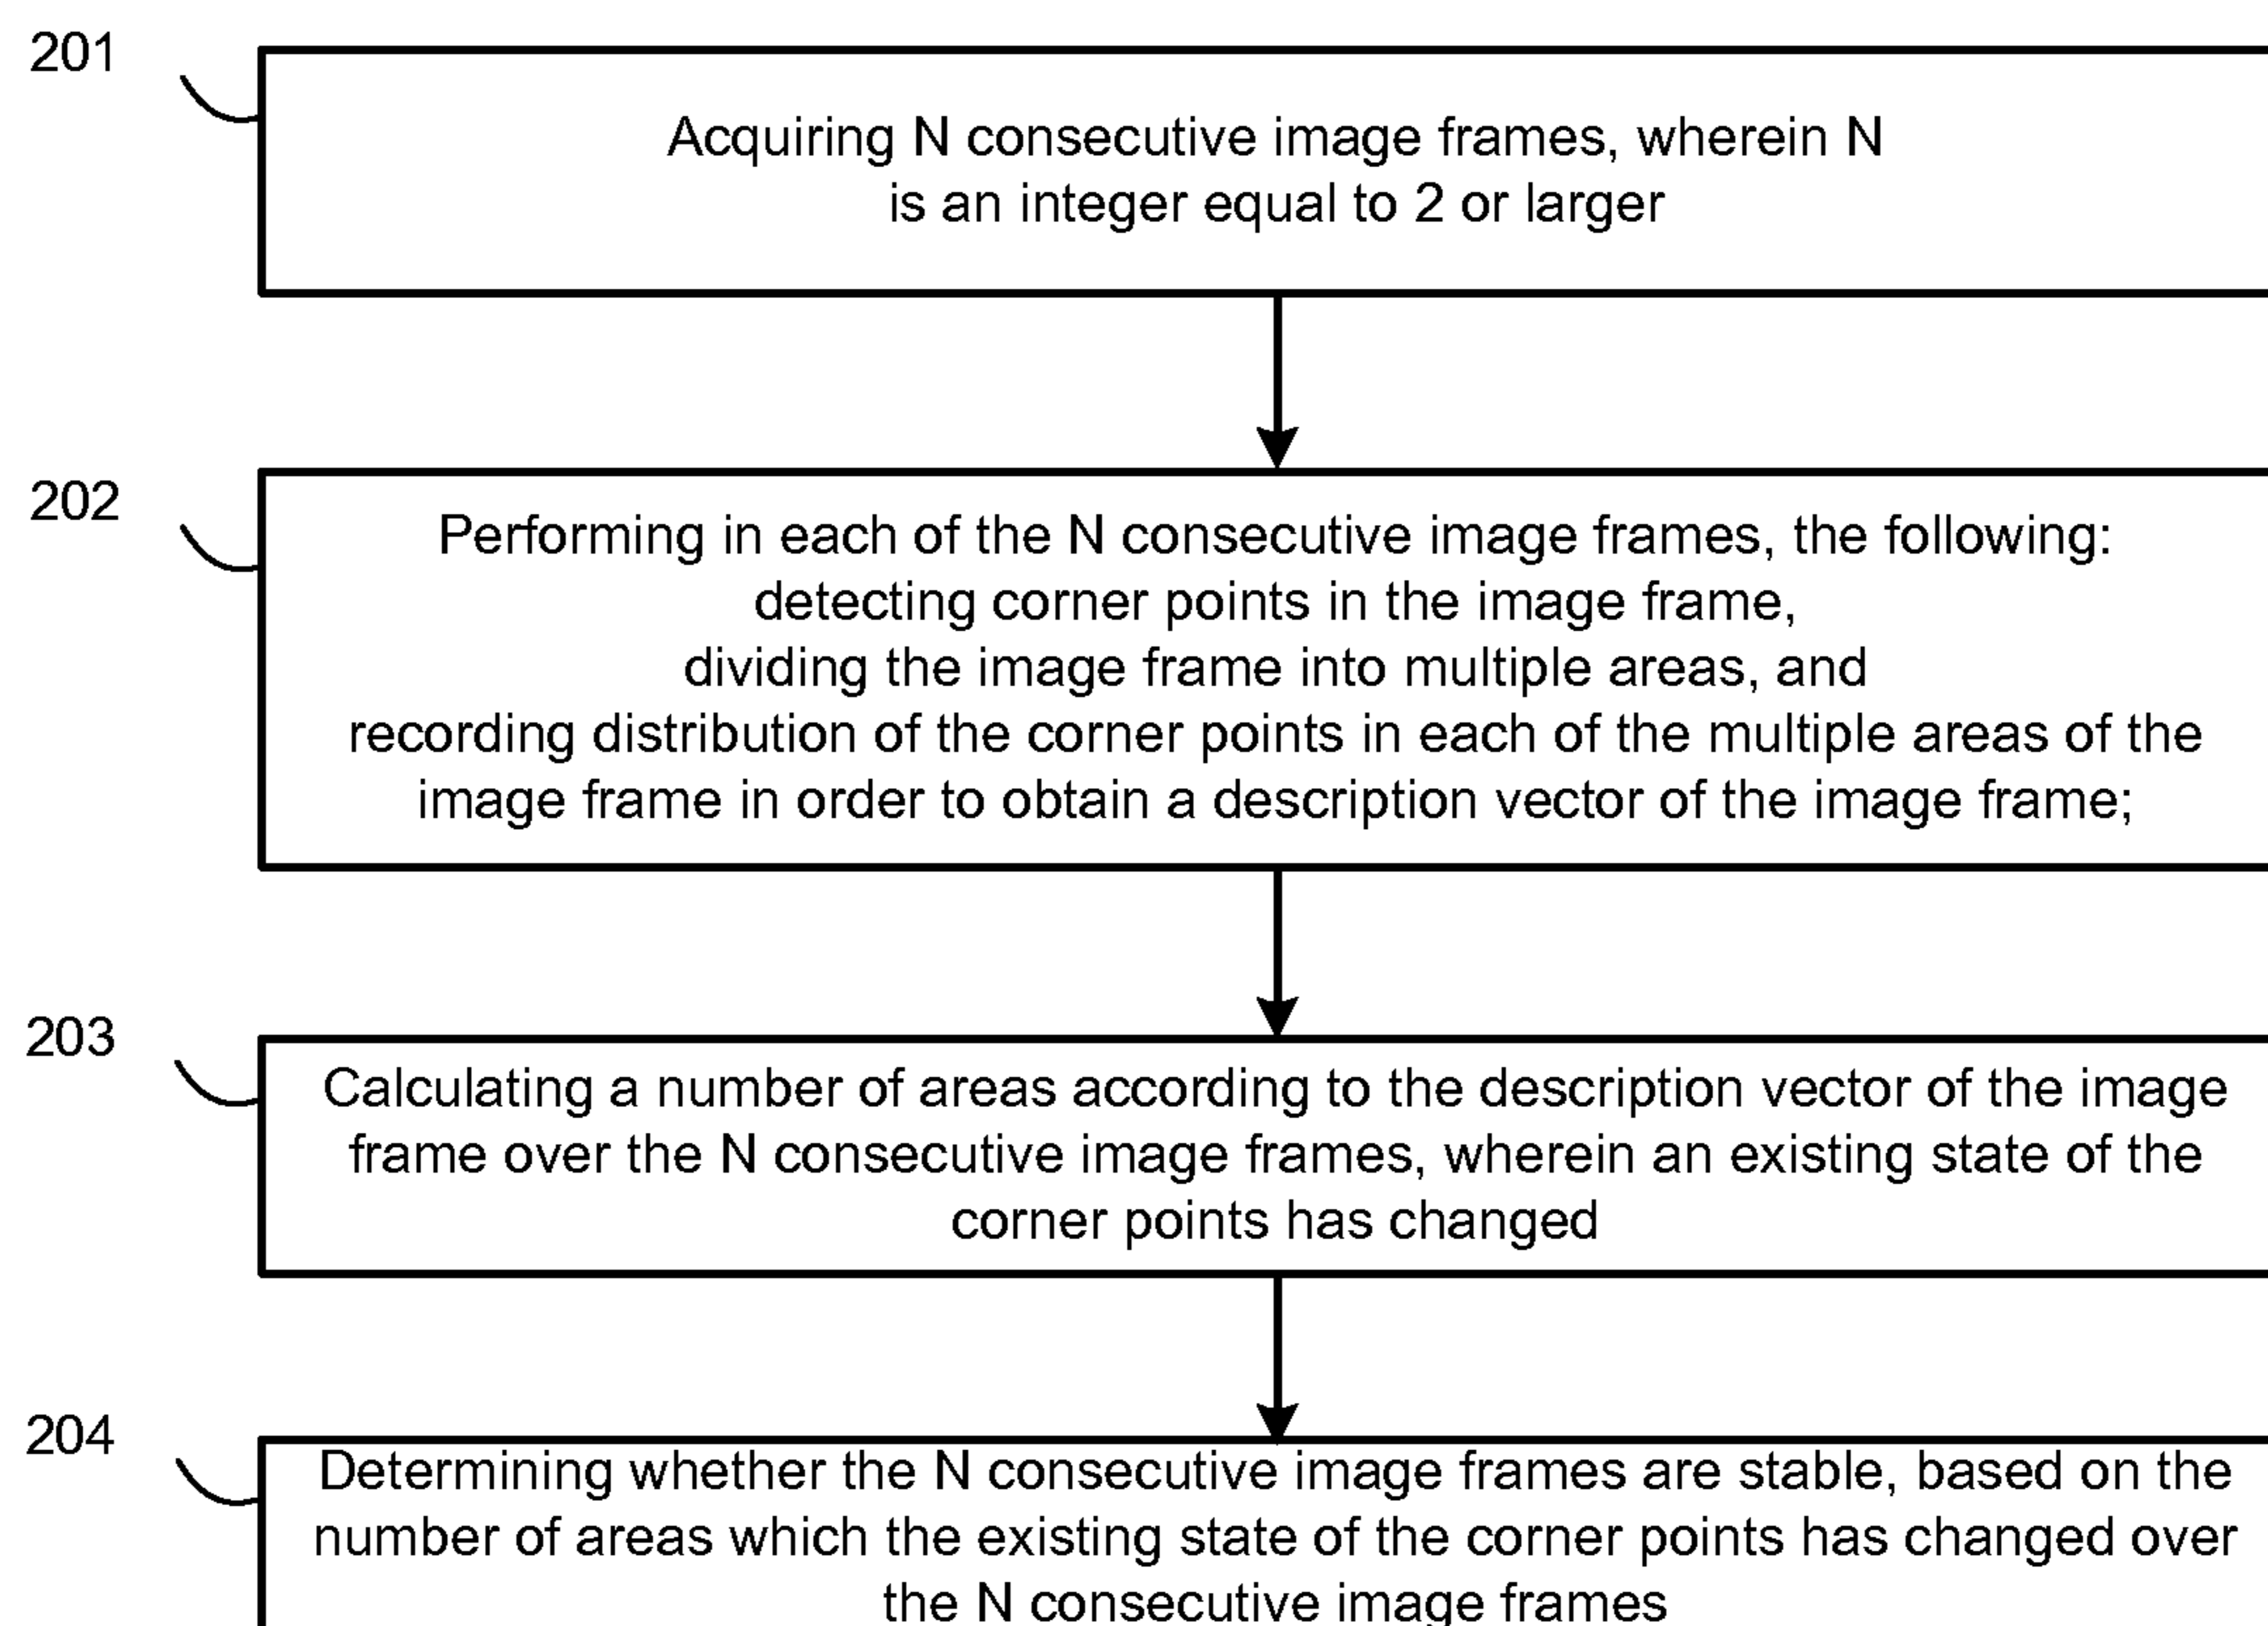 201
Acquiring N consecutive image frames, wherein N
is an integer equal to 2 or larger
202
Performing in each of the N consecutive image frames, the following:
detecting corner points in the image frame,
dividing the image frame into multiple areas, and
recording distribution of the corner points in each of the multiple areas of the
image frame in order to obtain a description vector of the image frame;
203
Calculating a number of areas according to the description vector of the image
frame over the N consecutive image frames, wherein an existing state of the
corner points has changed
204
Determining whether the N consecutive image frames are stable, based on the
number of areas which the existing state of the corner points has changed over
the N consecutive image frames